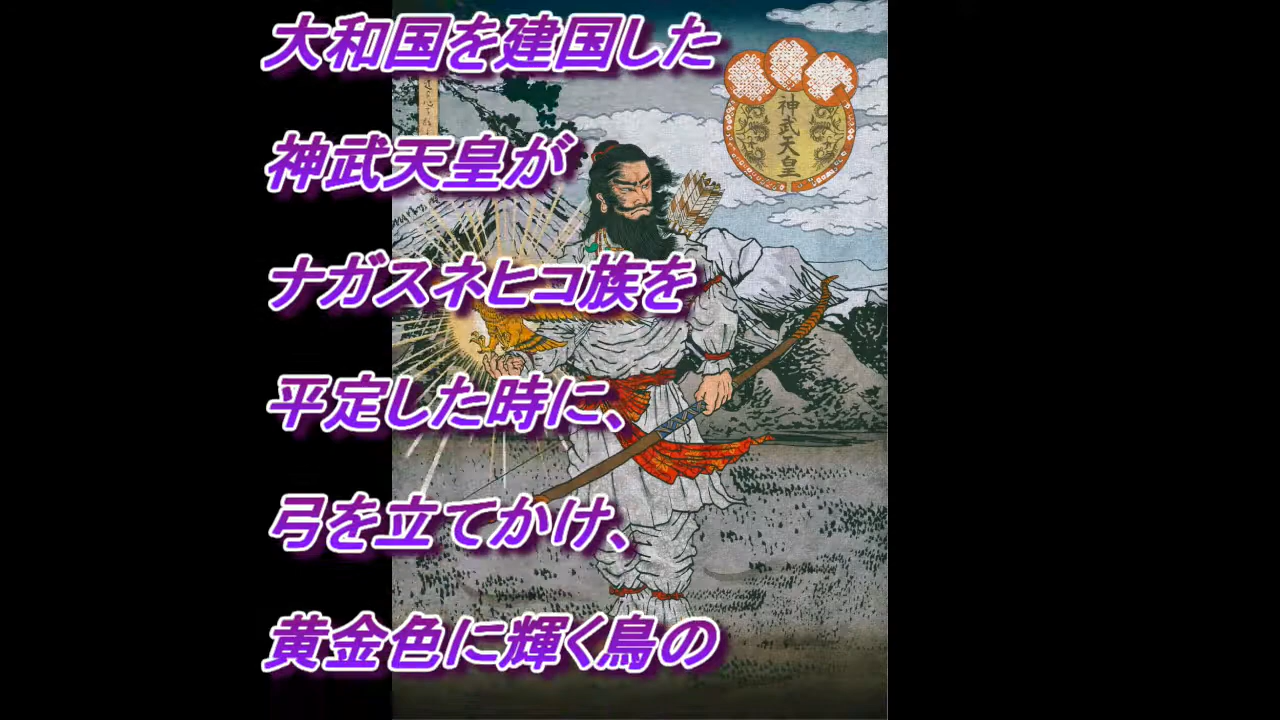 大和国を建国した
神武天皇が
ナガスネヒコ族を
平定した時に、
弓を立てかけ、
黄金色に輝く鳥の
神武天皇